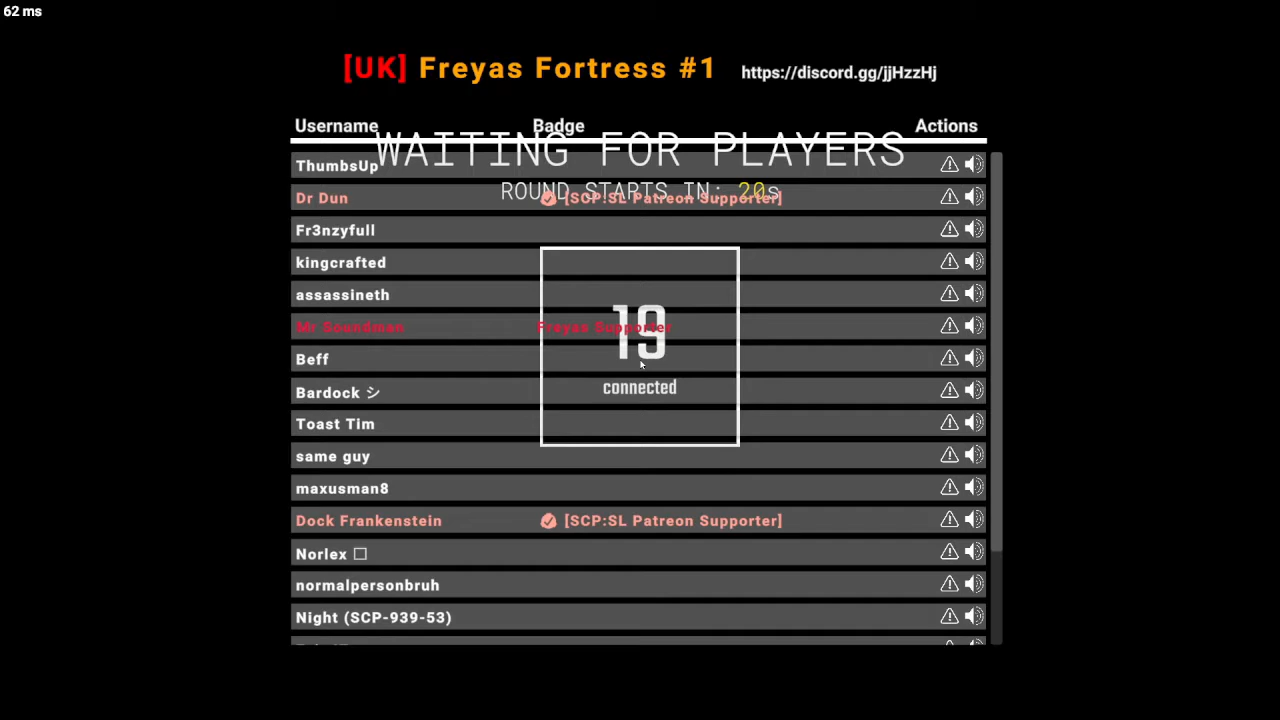 62 ms
[UK] Freyas Fortress #1 https://discord.gg/jjHzzHj
Username Badge Actions
WAITING FOR PLAYERS
ThumbsUp
ROUND STARTS IN: 20s
Dr Dun [SCP:SL Patreon Supporter]
Fr3nzyfull
kingcrafted
assassineth
19
Mr Soundman Freyas Supporter
Beff
connected
Bardock シ
Toast Tim
same guy
maxusman8
Dock Frankenstein [SCP:SL Patreon Supporter]
Norlex □
normalpersonbruh
Night (SCP-939-53)